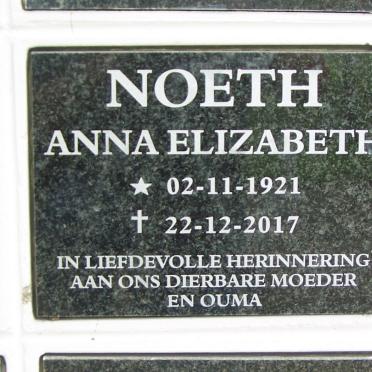 NOETH
ANNA ELIZABETH
★ 02-11-1921
✝ 22-12-2017
IN LIEFDEVOLLE HERINNERING
AAN ONS DIERBARE MOEDER
EN OUMA